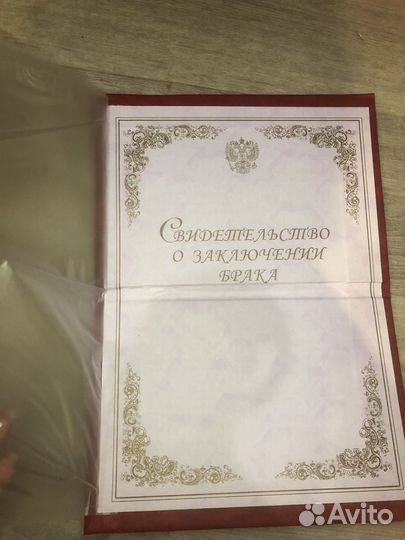 Свидетельство
о заключении
брака
Avito